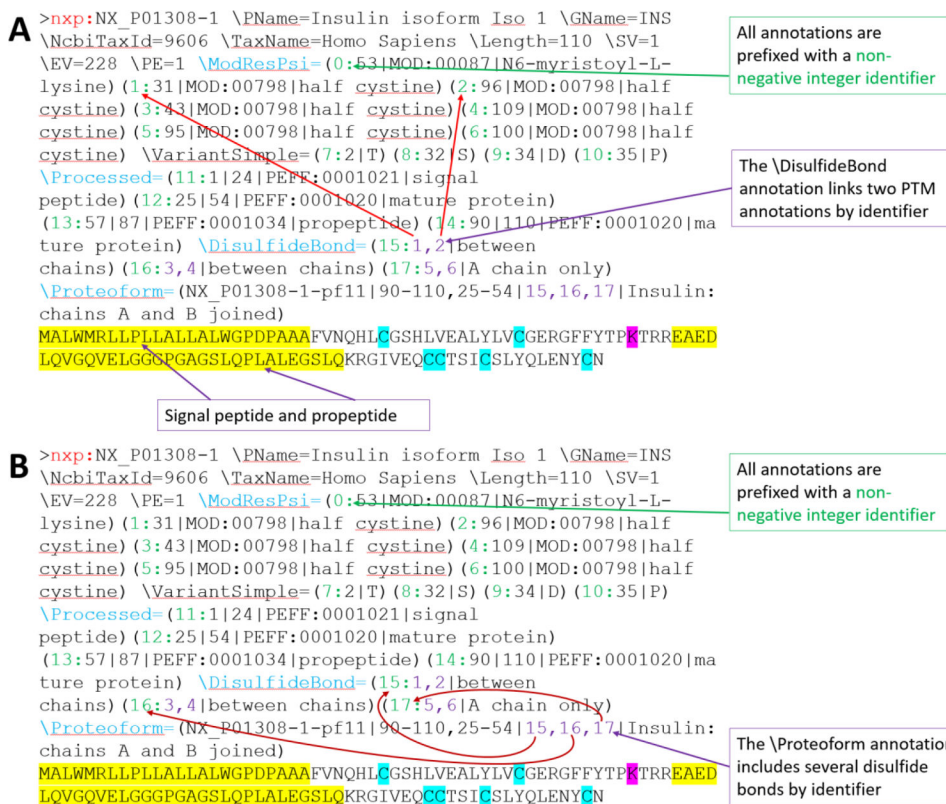 A
>nxp:NX_P01308-1 \PName=Insulin isoform Iso 1 \GName=INS
\NcbiTaxId=9606 \TaxName=Homo Sapiens \Length=110 \SV=1
\EV=228 \PE=1 \ModResPsi=(0:53|MOD:00087|N6-myristoyl-L-
lysine)(1:31|MOD:00798|half cystine)(2:96|MOD:00798|half
cystine)(3:43|MOD:00798|half cystine)(4:109|MOD:00798|half
cystine)(5:95|MOD:00798|half cystine)(6:100|MOD:00798|half
cystine) \VariantSimple=(7:2|T)(8:32|S)(9:34|D)(10:35|P)
\Processed=(11:1|24|PEFF:0001021|signal
peptide)(12:25|54|PEFF:0001020|mature protein)
(13:57|87|PEFF:0001034|propeptide)(14:90|110|PEFF:0001020|ma
ture protein) \DisulfideBond=(15:1,2|between
chains)(16:3,4|between chains)(17:5,6|A chain only)
\Proteoform=(NX_P01308-1-pf11|90-110,25-54|15,16,17|Insulin:
chains A and B joined)
MALWMRLLPLLALLALWGPDPAAAFVNQHLCGSHLVEALYLVCGERGFFYTPKTRREAED
LQVGQVELGGGPGAGSLQPLALEGSLQKRGIVEQCCTSICSLYQLENYCN
All annotations are
prefixed with a non-
negative integer identifier
The \DisulfideBond
annotation links two PTM
annotations by identifier
Signal peptide and propeptide
B
>nxp:NX_P01308-1 \PName=Insulin isoform Iso 1 \GName=INS
\NcbiTaxId=9606 \TaxName=Homo Sapiens \Length=110 \SV=1
\EV=228 \PE=1 \ModResPsi=(0:53|MOD:00087|N6-myristoyl-L-
lysine)(1:31|MOD:00798|half cystine)(2:96|MOD:00798|half
cystine)(3:43|MOD:00798|half cystine)(4:109|MOD:00798|half
cystine)(5:95|MOD:00798|half cystine)(6:100|MOD:00798|half
cystine) \VariantSimple=(7:2|T)(8:32|S)(9:34|D)(10:35|P)
\Processed=(11:1|24|PEFF:0001021|signal
peptide)(12:25|54|PEFF:0001020|mature protein)
(13:57|87|PEFF:0001034|propeptide)(14:90|110|PEFF:0001020|ma
ture protein) \DisulfideBond=(15:1,2|between
chains)(16:3,4|between chains)(17:5,6|A chain only)
\Proteoform=(NX_P01308-1-pf11|90-110,25-54|15,16,17|Insulin:
chains A and B joined)
MALWMRLLPLLALLALWGPDPAAAFVNQHLCGSHLVEALYLVCGERGFFYTPKTRREAED
LQVGQVELGGGPGAGSLQPLALEGSLQKRGIVEQCCTSICSLYQLENYCN
All annotations are
prefixed with a non-
negative integer identifier
The \Proteoform annotation
includes several disulfide
bonds by identifier